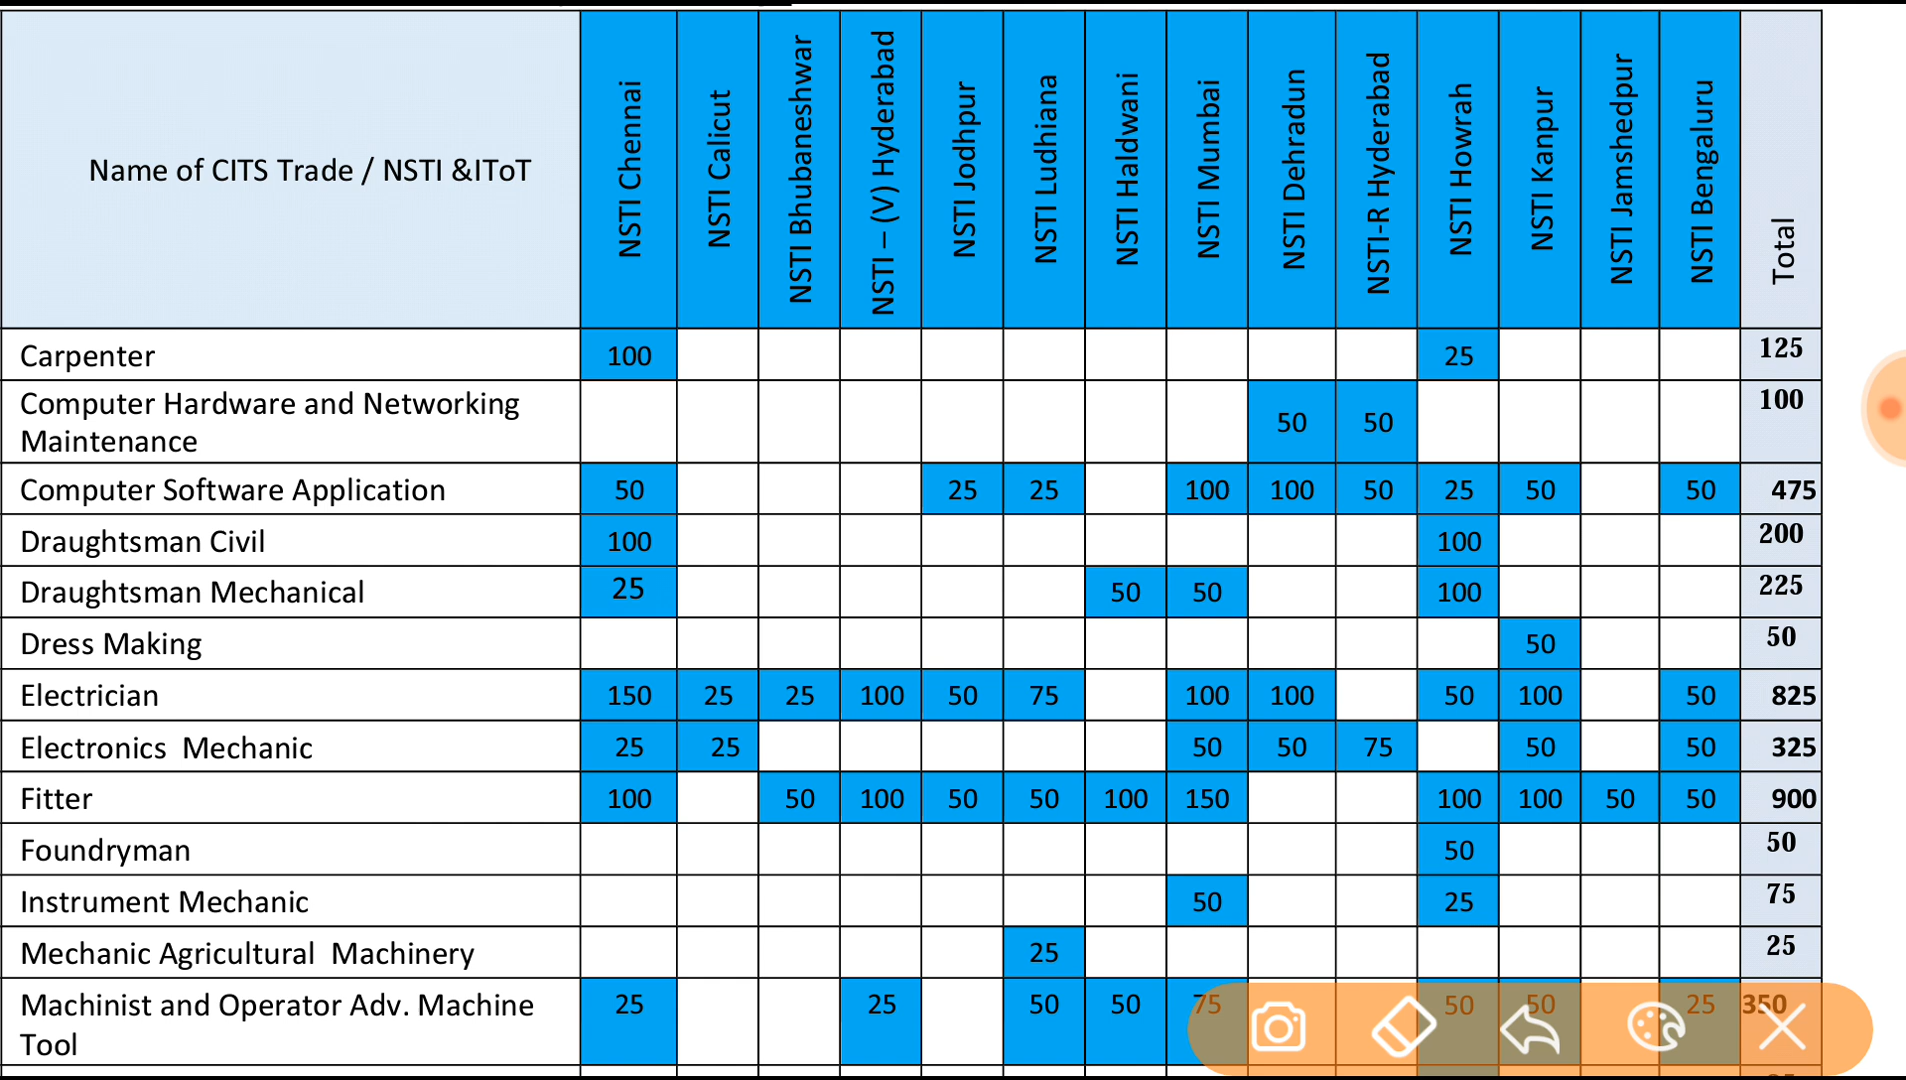 Name of CITS Trade / NSTI &IToT NSTI Chennai NSTI Calicut NSTI Bhubaneshwar NSTI – (V) Hyderabad NSTI Jodhpur NSTI Ludhiana NSTI Haldwani NSTI Mumbai NSTI Dehradun NSTI-R Hyderabad NSTI Howrah NSTI Kanpur NSTI Jamshedpur NSTI Bengaluru Total
Carpenter 100 25 125
Computer Hardware and Networking
Maintenance 50 50 100
Computer Software Application 50 25 25 100 100 50 25 50 50 475
Draughtsman Civil 100 100 200
Draughtsman Mechanical 25 50 50 100 225
Dress Making 50 50
Electrician 150 25 25 100 50 75 100 100 50 100 50 825
Electronics  Mechanic 25 25 50 50 75 50 50 325
Fitter 100 50 100 50 50 100 150 100 100 50 50 900
Foundryman 50 50
Instrument Mechanic 50 25 75
Mechanic Agricultural  Machinery 25 25
Machinist and Operator Adv. Machine 25 25 50 50 75 50 50 25 350
Tool